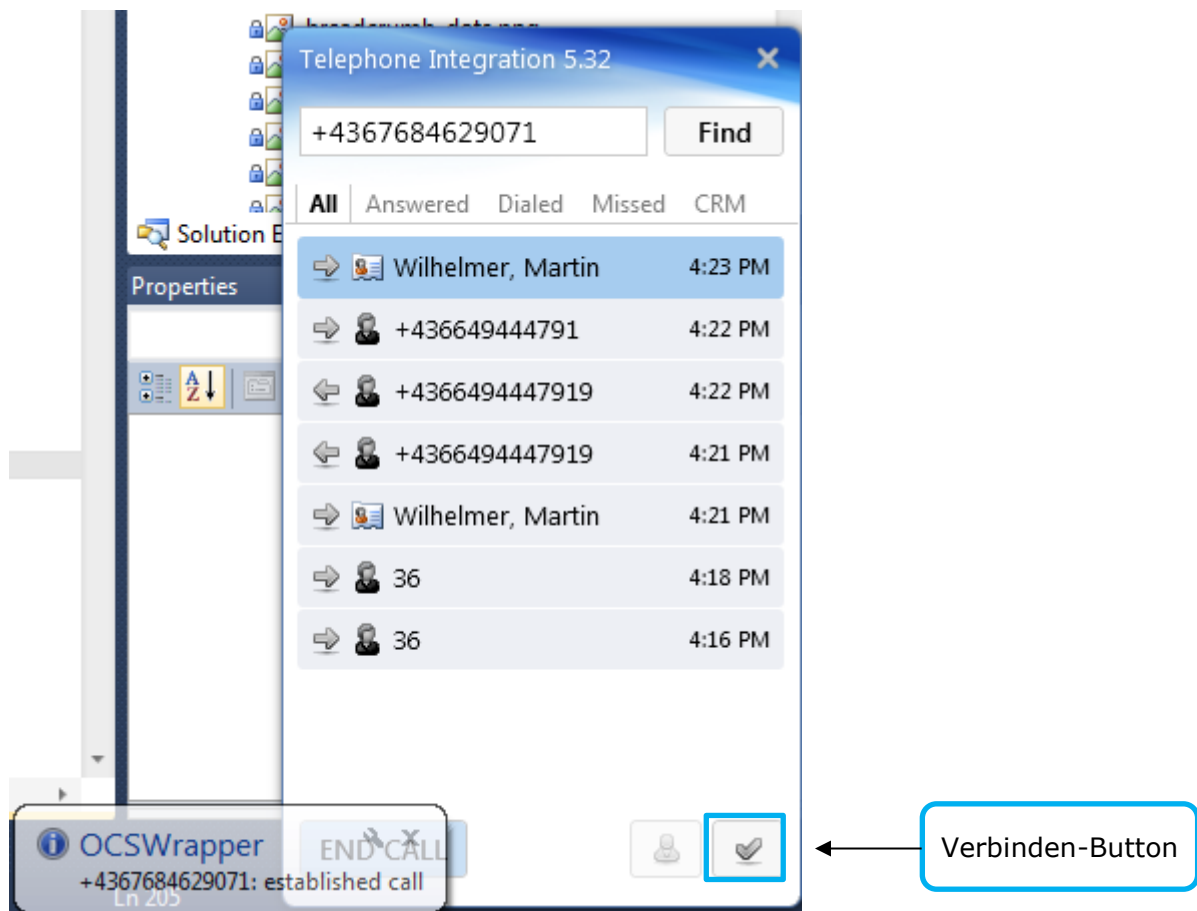 breadcrumb_dots.png
Telephone Integration 5.32
+4367684629071 Find
All Answered Dialed Missed CRM
Solution E
Properties
Wilhelmer, Martin 4:23 PM
+436649444791 4:22 PM
+4366494447919 4:22 PM
+4366494447919 4:21 PM
Wilhelmer, Martin 4:21 PM
36 4:18 PM
36 4:16 PM
END CALL
OCSWrapper
+4367684629071: established call
Ln 205
Verbinden-Button